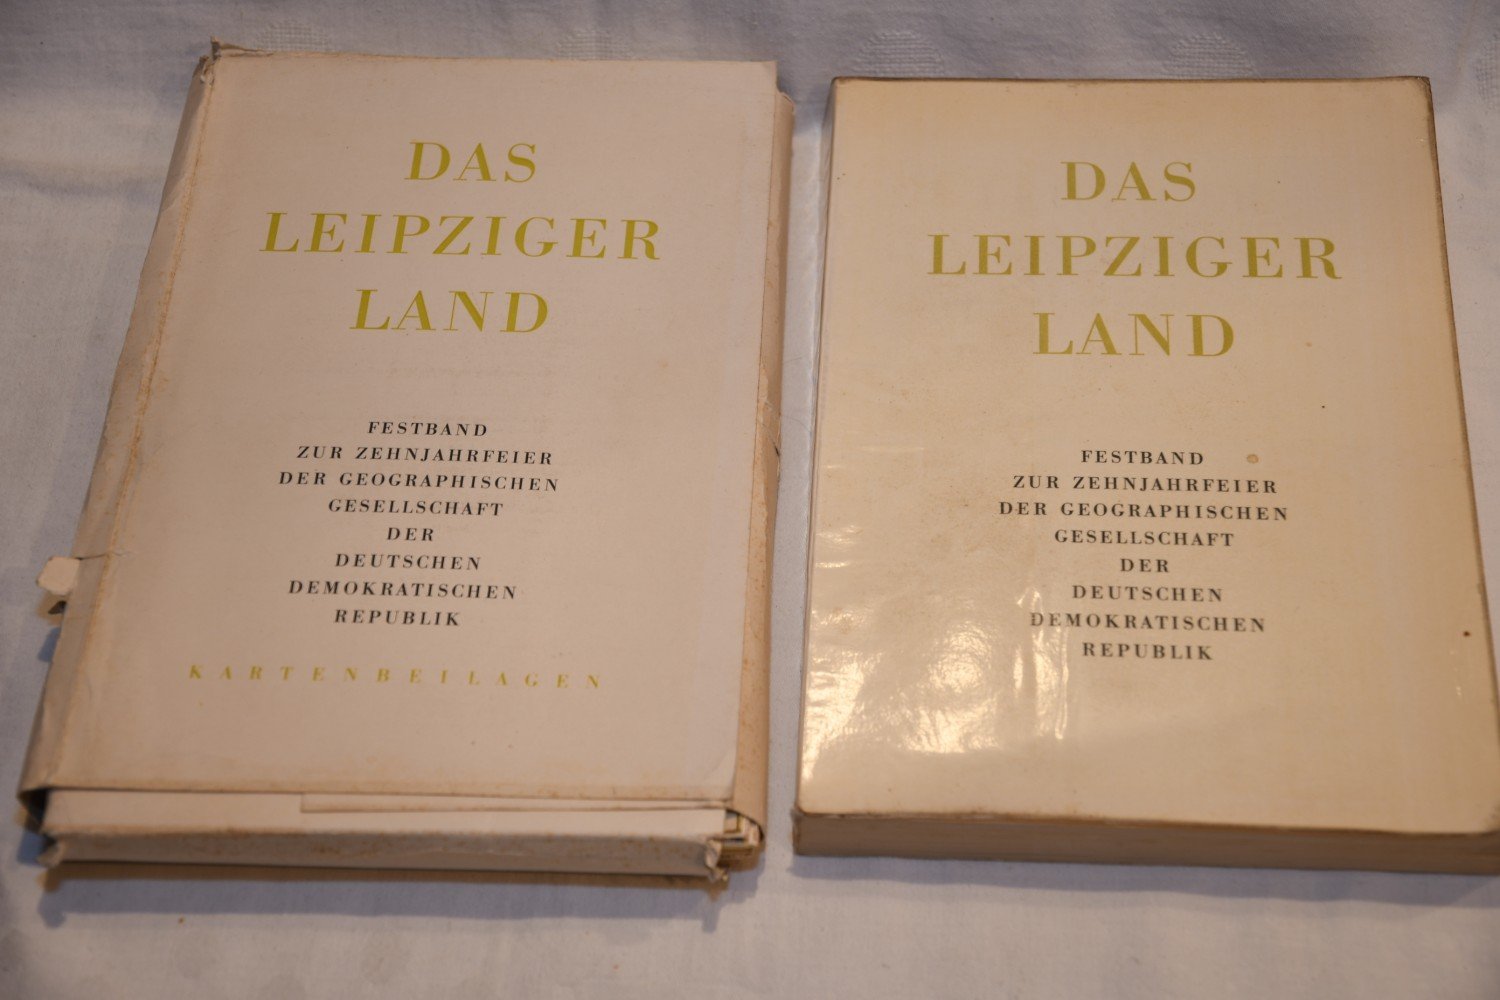 DAS
LEIPZIGER
LAND
FESTBAND
ZUR ZEHNJAHRFEIER
DER GEOGRAPHISCHEN
GESELLSCHAFT
DER
DEUTSCHEN
DEMOKRATISCHEN
REPUBLIK
KARTENBEILAGEN
DAS
LEIPZIGER
LAND
FESTBAND
ZUR ZEHNJAHRFEIER
DER GEOGRAPHISCHEN
GESELLSCHAFT
DER
DEUTSCHEN
DEMOKRATISCHEN
REPUBLIK